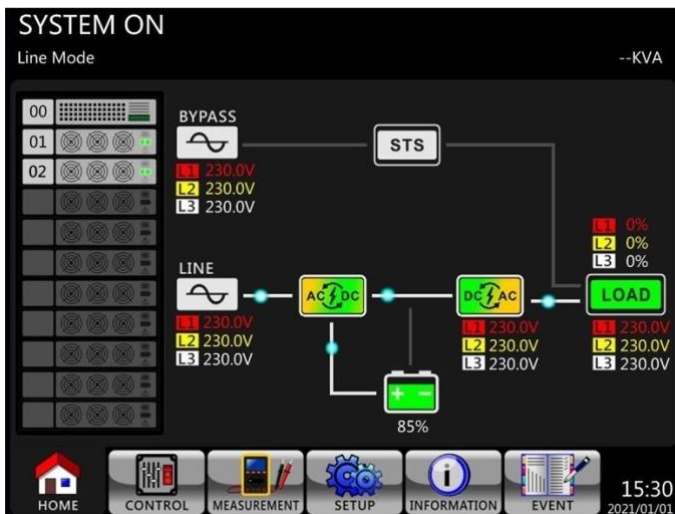 SYSTEM ON
Line Mode
--KVA
00
01
02
BYPASS
L1 230.0V
L2 230.0V
L3 230.0V
STS
L1 0%
L2 0%
L3 0%
LINE
L1 230.0V
L2 230.0V
L3 230.0V
AC DC
DC AC
L1 230.0V
L2 230.0V
L3 230.0V
LOAD
L1 230.0V
L2 230.0V
L3 230.0V
+ −
85%
HOME
CONTROL
MEASUREMENT
SETUP
INFORMATION
EVENT
15:30
2021/01/01